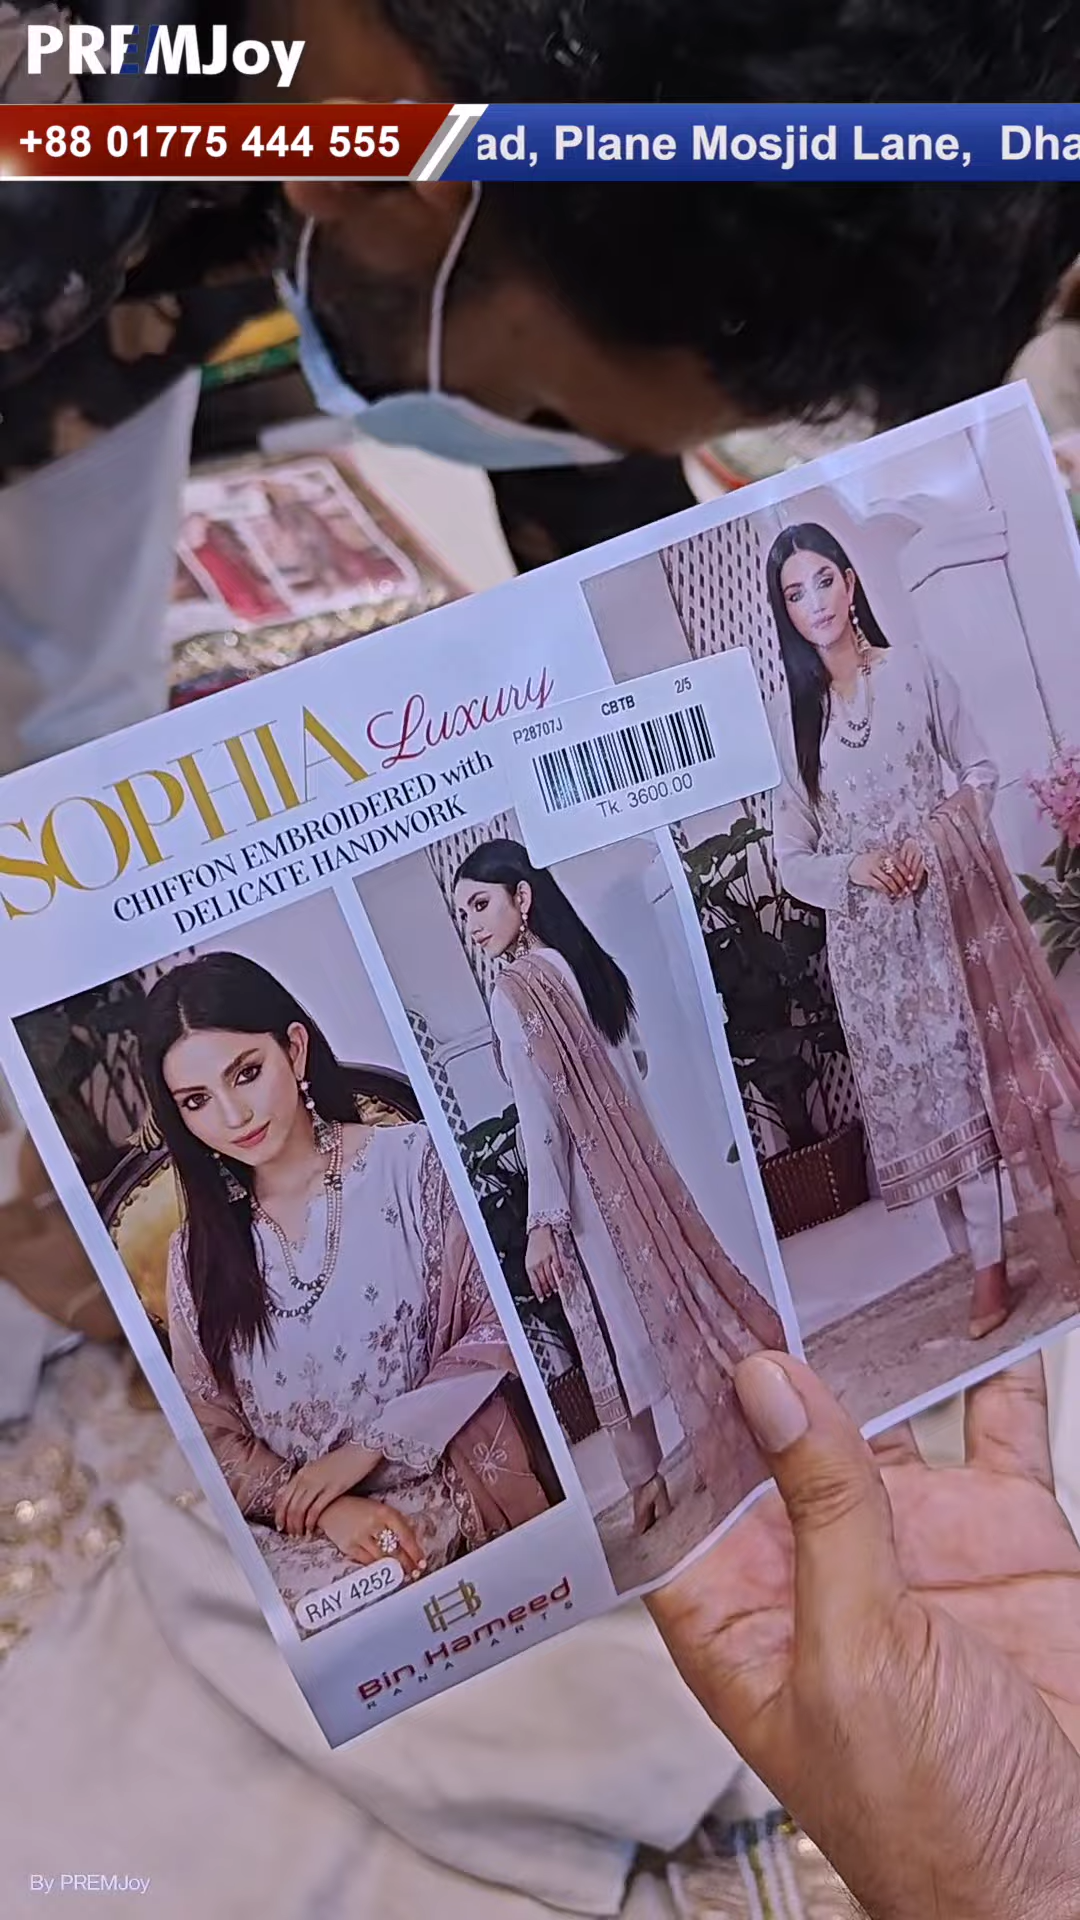 PREMJoy
+88 01775 444 555
ad, Plane Mosjid Lane, Dha
SOPHIA Luxury
CHIFFON EMBROIDERED with
DELICATE HANDWORK
P28707J CBTB 2/5
Tk. 3600.00
RAY 4252
HB
Bin Hameed
RANA ARTS
By PREMJoy